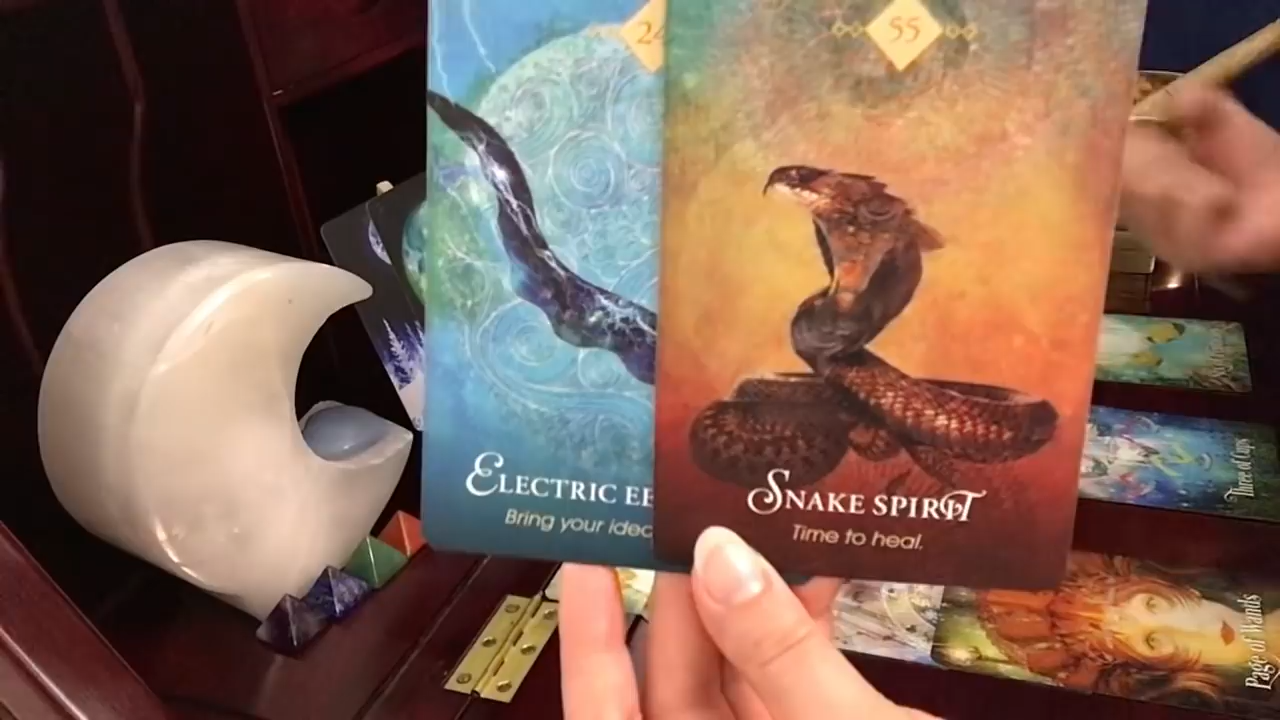 24
55
ELECTRIC EE
Bring your idea
SNAKE SPIRIT
Time to heal.
Three of Cups
Page of Wands